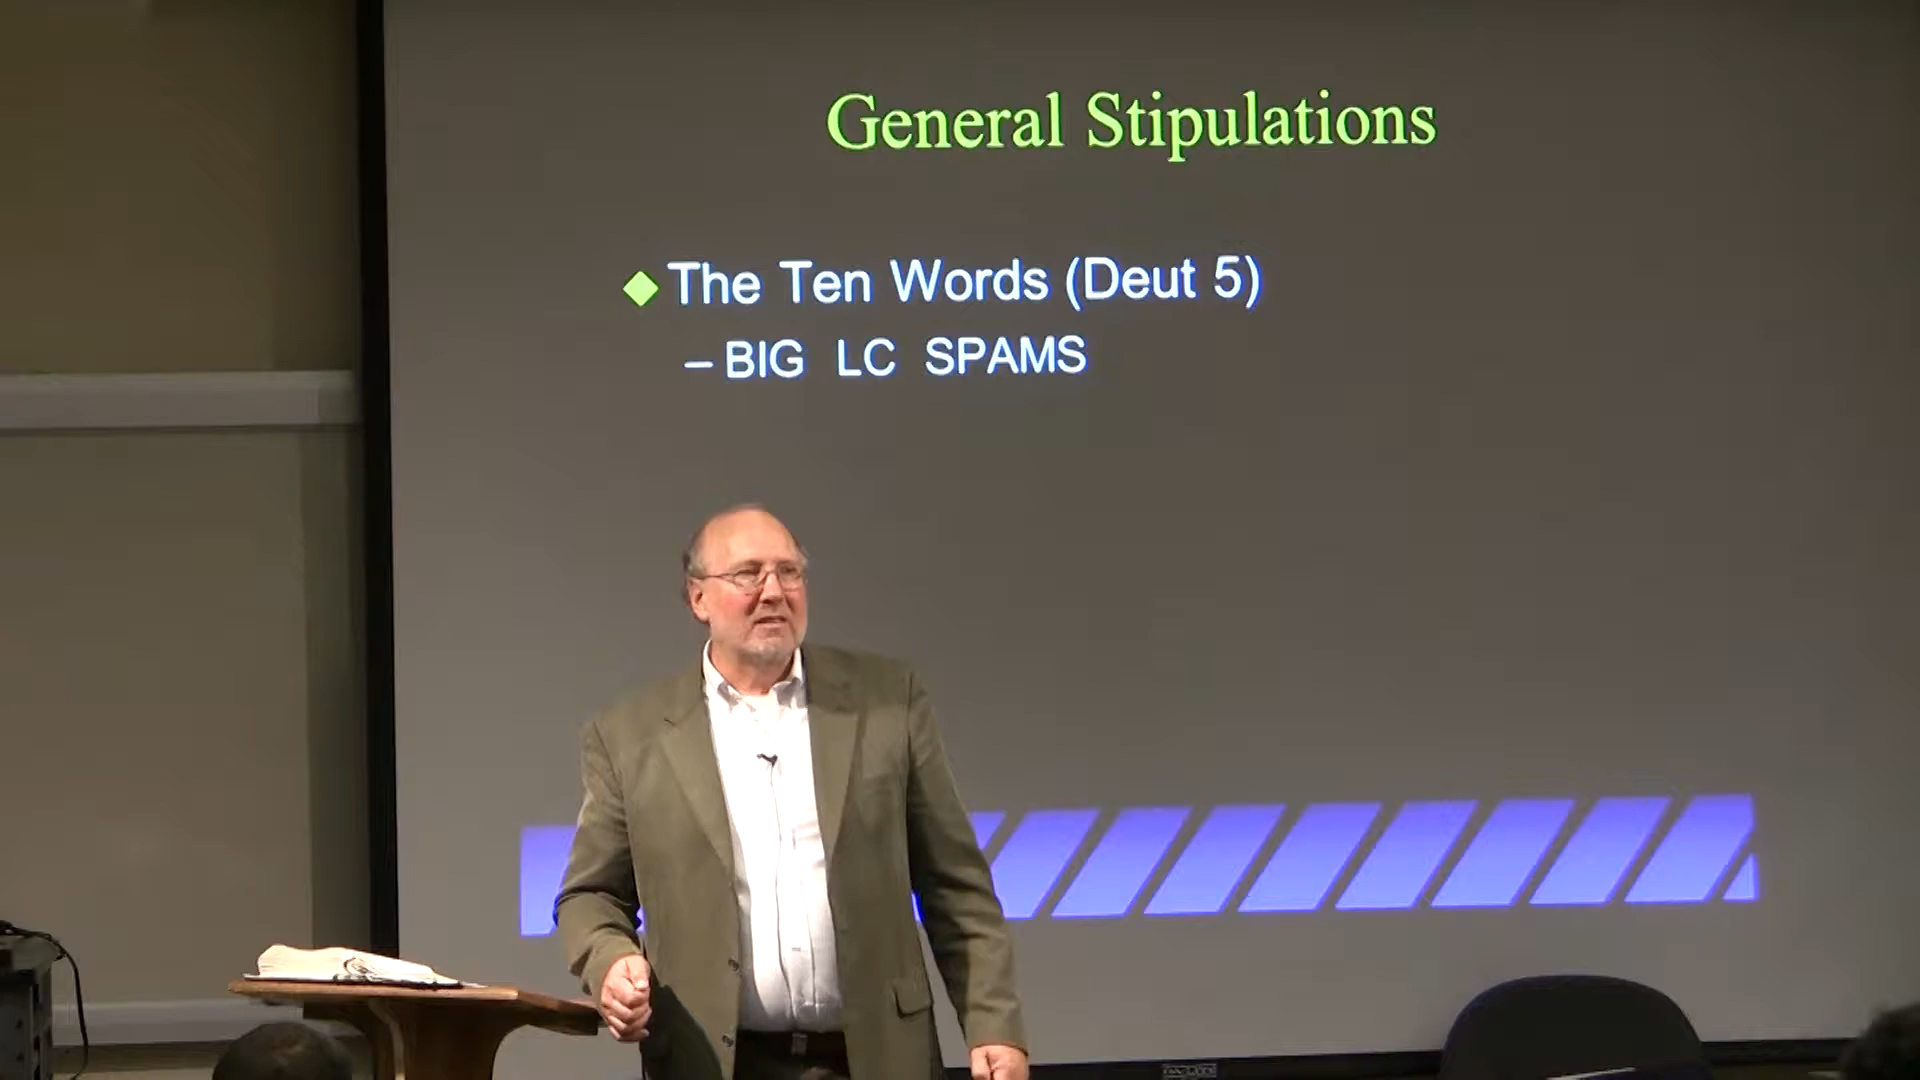 General Stipulations
The Ten Words (Deut 5)
– BIG LC SPAMS